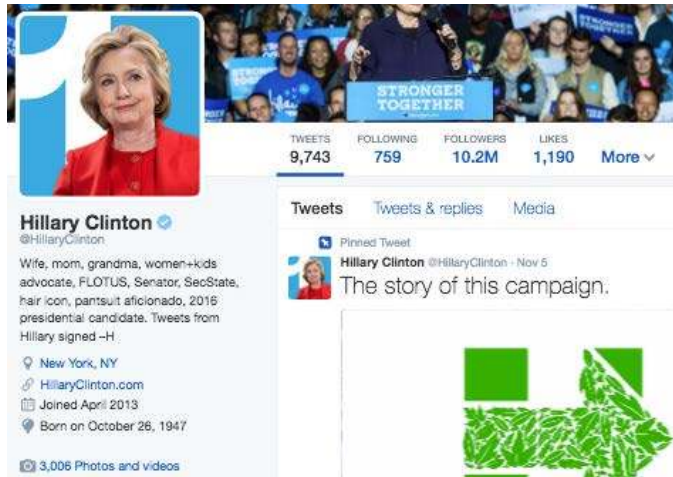 STRONGER
TOGETHER
TWEETS FOLLOWING FOLLOWERS LIKES
9,743 759 10.2M 1,190 More
Hillary Clinton
@HillaryClinton
Wife, mom, grandma, women+kids
advocate, FLOTUS, Senator, SecState,
hair icon, pantsuit aficionado, 2016
presidential candidate. Tweets from
Hillary signed –H
New York, NY
HillaryClinton.com
Joined April 2013
Born on October 26, 1947
3,006 Photos and videos
Tweets Tweets & replies Media
Pinned Tweet
Hillary Clinton @HillaryClinton · Nov 5
The story of this campaign.